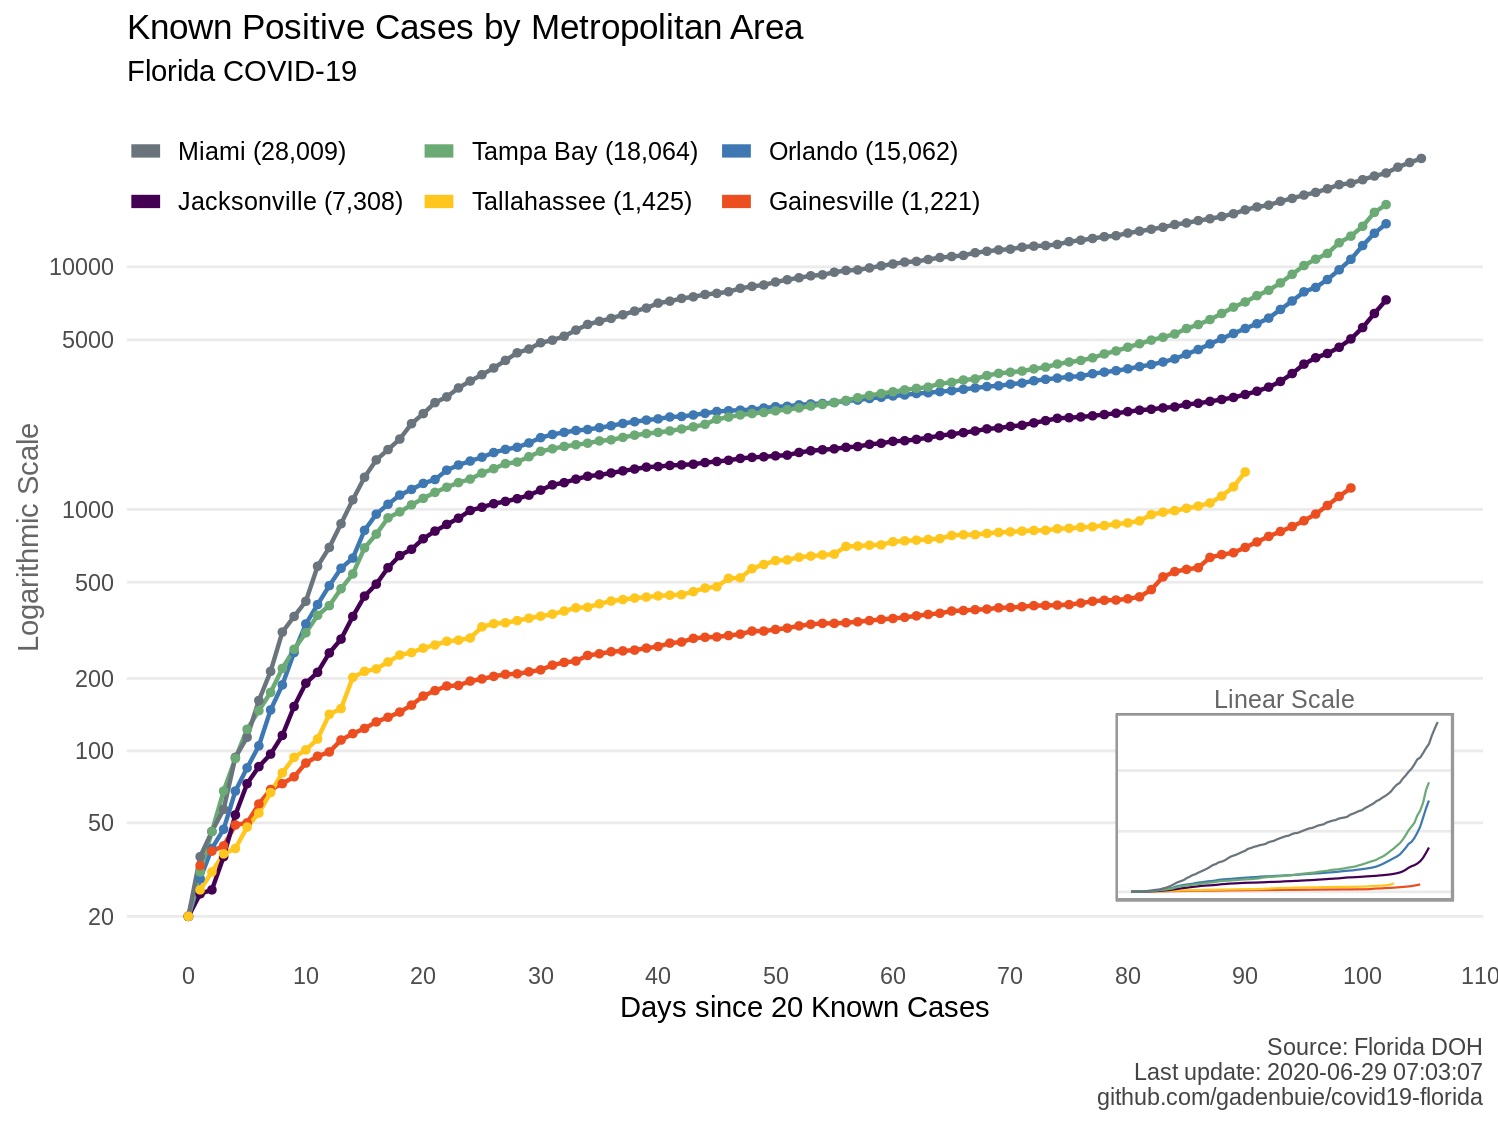 Known Positive Cases by Metropolitan Area
Florida COVID-19
Miami (28,009) Tampa Bay (18,064) Orlando (15,062)
Jacksonville (7,308) Tallahassee (1,425) Gainesville (1,221)
Logarithmic Scale
10000
5000
1000
500
200
100
50
20
Linear Scale
0 10 20 30 40 50 60 70 80 90 100 110
Days since 20 Known Cases
Source: Florida DOH
Last update: 2020-06-29 07:03:07
github.com/gadenbuie/covid19-florida